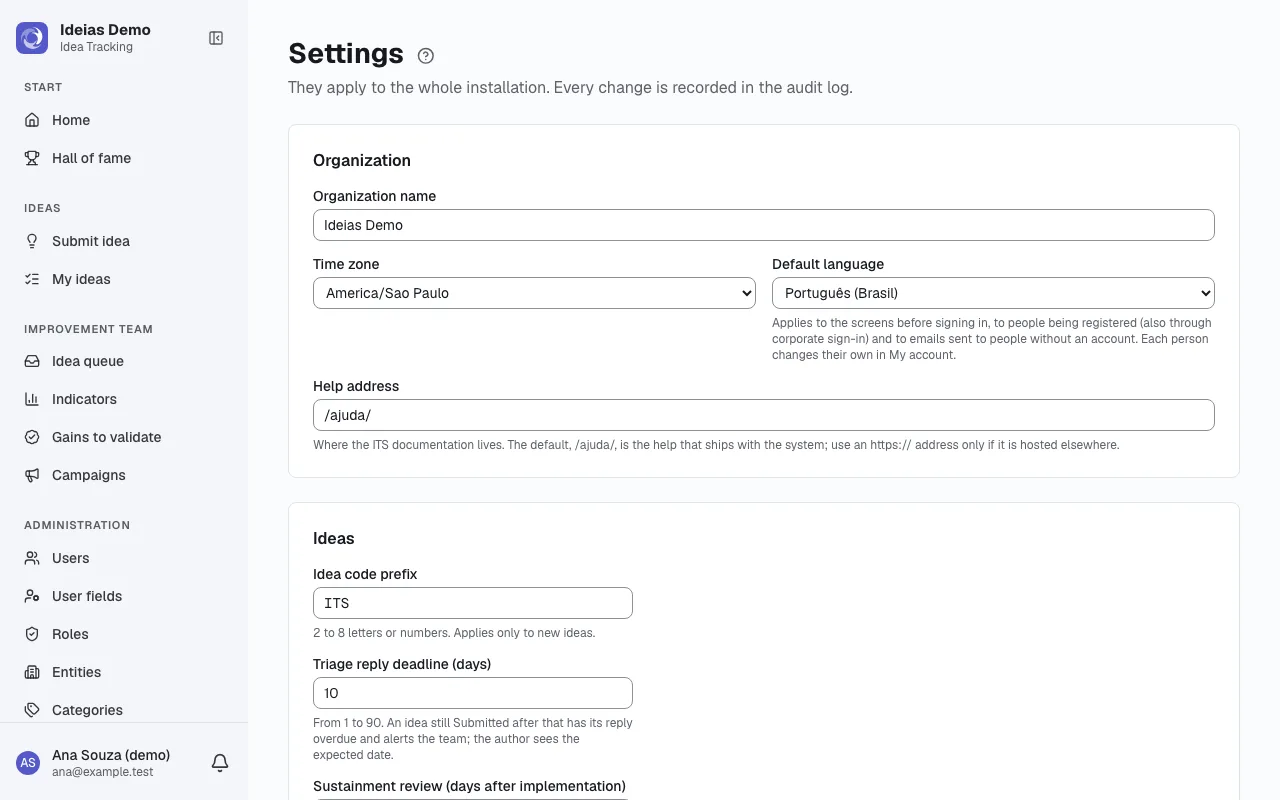 Ideias Demo
Idea Tracking
START
Home
Hall of fame
IDEAS
Submit idea
My ideas
IMPROVEMENT TEAM
Idea queue
Indicators
Gains to validate
Campaigns
ADMINISTRATION
Users
User fields
Roles
Entities
Categories
AS
Ana Souza (demo)
ana@example.test
Settings
They apply to the whole installation. Every change is recorded in the audit log.
Organization
Organization name
Ideias Demo
Time zone
America/Sao Paulo
Default language
Português (Brasil)
Applies to the screens before signing in, to people being registered (also through
corporate sign-in) and to emails sent to people without an account. Each person
changes their own in My account.
Help address
/ajuda/
Where the ITS documentation lives. The default, /ajuda/, is the help that ships with the system; use an https:// address only if it is hosted elsewhere.
Ideas
Idea code prefix
ITS
2 to 8 letters or numbers. Applies only to new ideas.
Triage reply deadline (days)
10
From 1 to 90. An idea still Submitted after that has its reply
overdue and alerts the team; the author sees the
expected date.
Sustainment review (days after implementation)